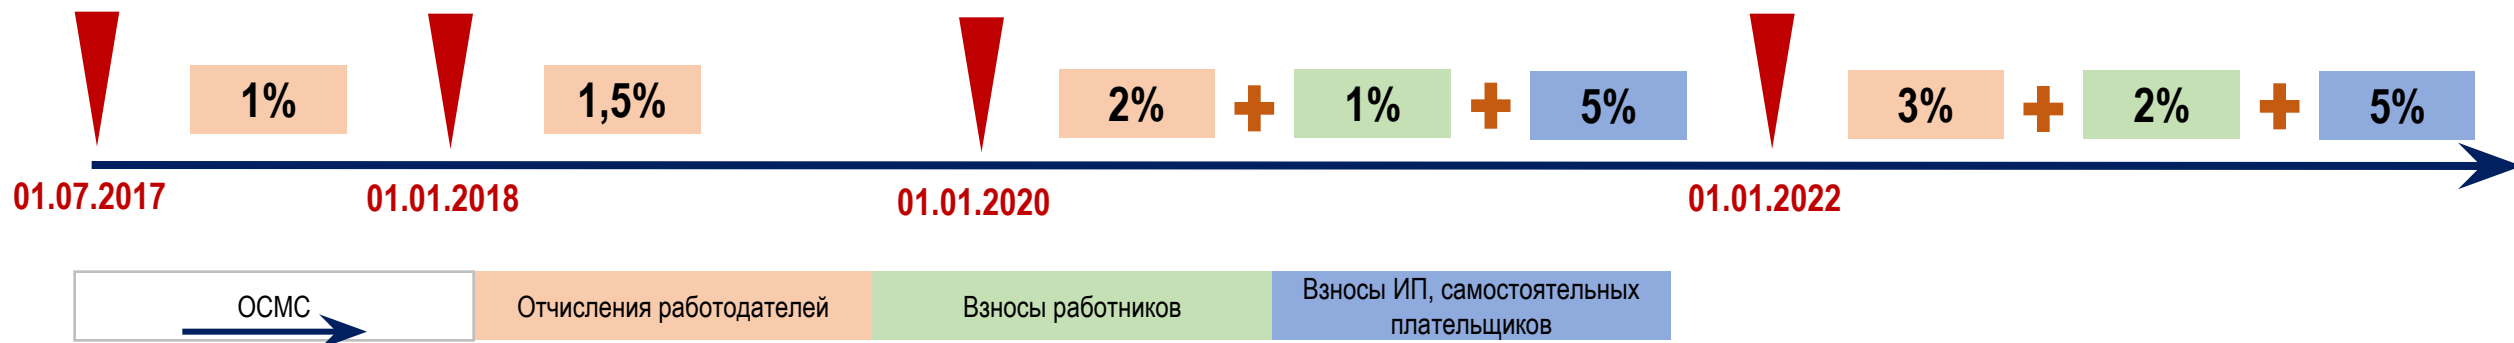 1%
1,5%
2% + 1% + 5%
3% + 2% + 5%
01.07.2017
01.01.2018
01.01.2020
01.01.2022
ОСМС
Отчисления работодателей
Взносы работников
Взносы ИП, самостоятельных
плательщиков